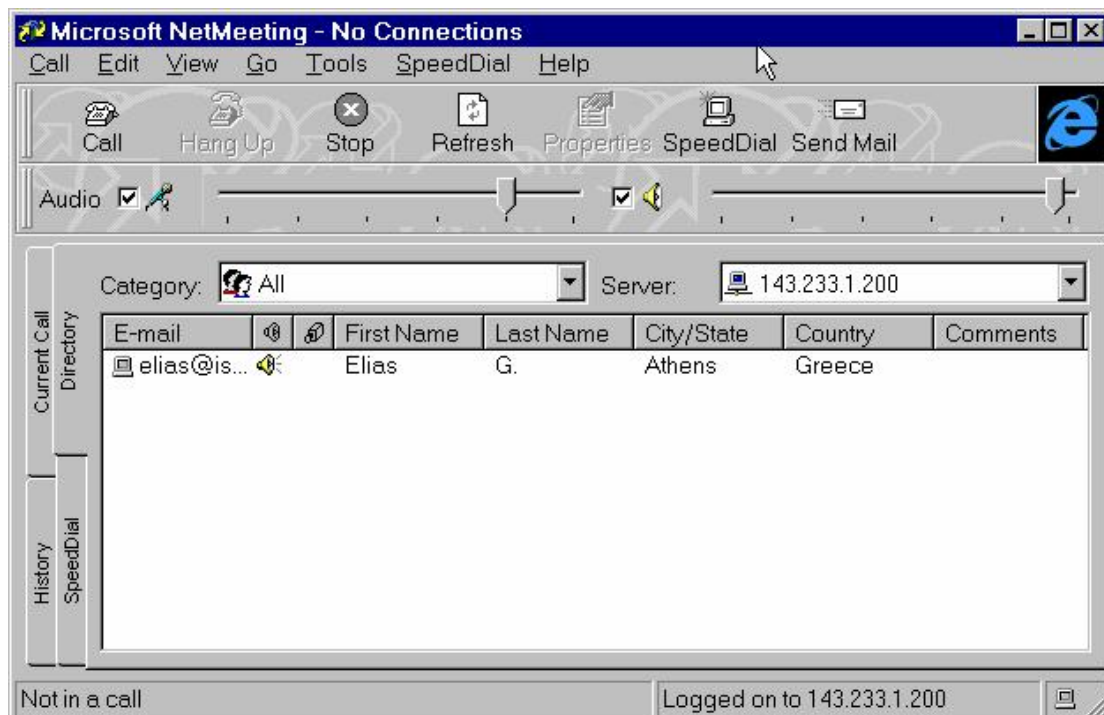 Microsoft NetMeeting - No Connections
Call Edit View Go Tools SpeedDial Help
Call Hang Up Stop Refresh Properties SpeedDial Send Mail
Audio
Category: All Server: 143.233.1.200
Current Call
Directory
History
SpeedDial
E-mail First Name Last Name City/State Country Comments
elias@is... Elias G. Athens Greece
Not in a call Logged on to 143.233.1.200